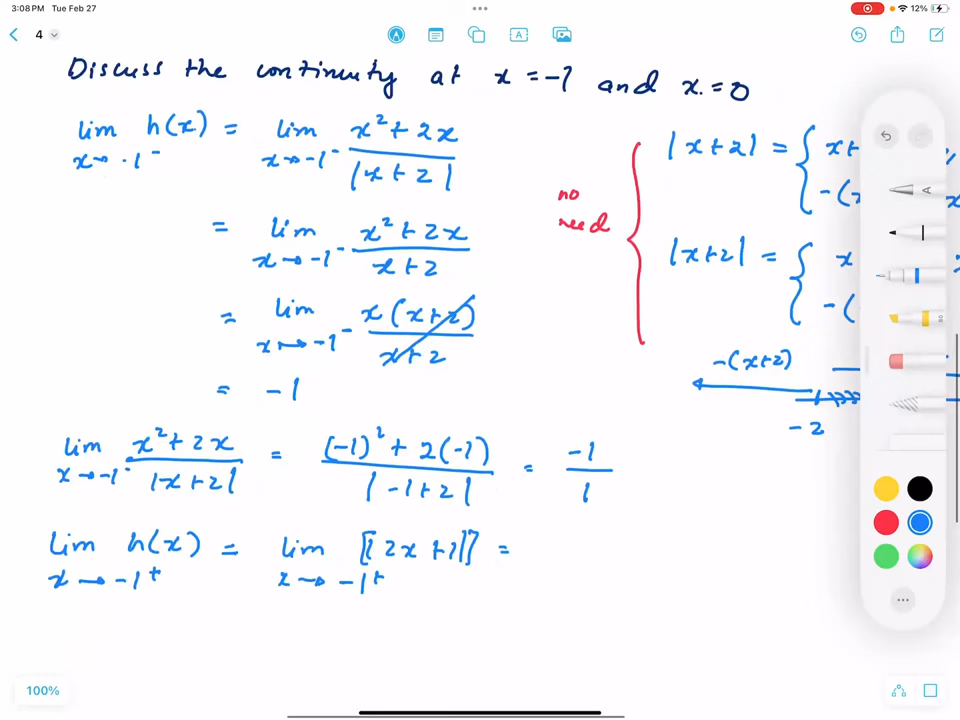 3:08 PM Tue Feb 27
12%
4
A
Discuss the continuity at x = -1 and x = 0
lim h(x) = lim x² + 2x / |x + 2|
x → -1⁻ x → -1⁻
= lim x² + 2x / x + 2
x → -1⁻
= lim x (x + 2) / x + 2
x → -1⁻
= -1
lim x² + 2x / |x + 2| = (-1)² + 2(-1) / |-1 + 2| = -1 / 1
x → -1⁻
lim h(x) = lim [[2x + 1]] =
x → -1⁺ x → -1⁺
no
need
|x + 2| = { x+
-(x
|x + 2| = { x
-(
-(x+2)
-2
A
50
100%